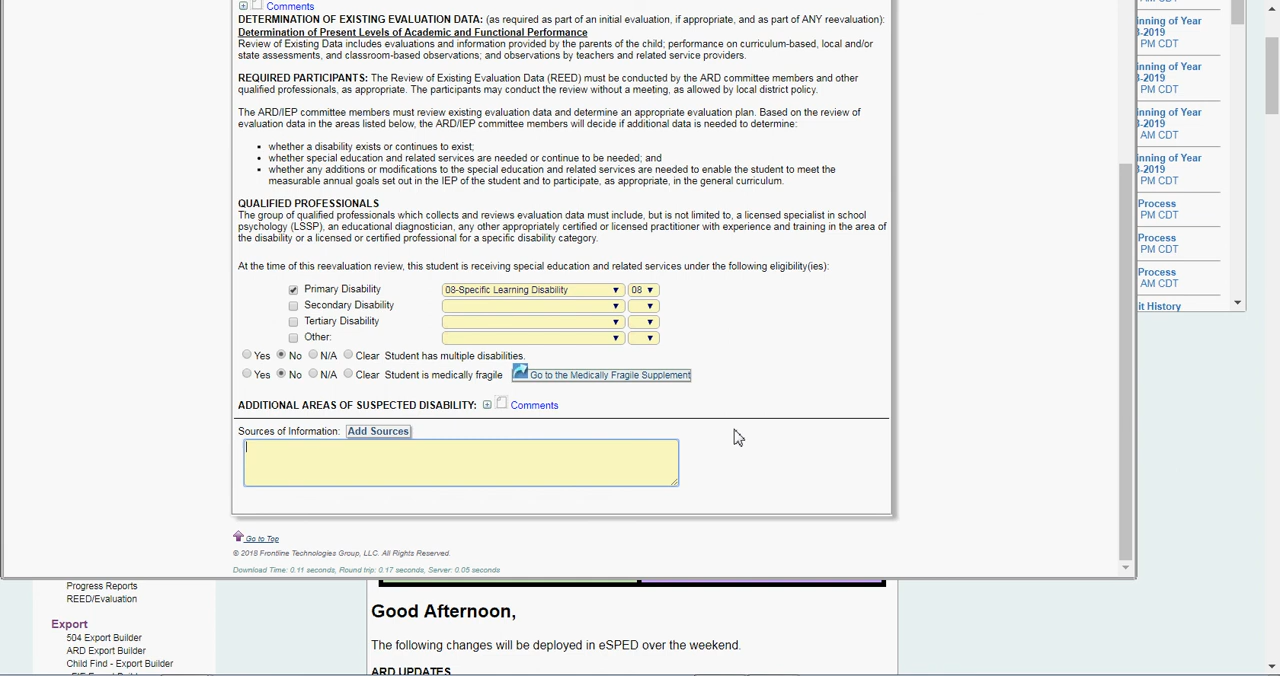 Comments
DETERMINATION OF EXISTING EVALUATION DATA: (as required as part of an initial evaluation, if appropriate, and as part of ANY reevaluation):
Determination of Present Levels of Academic and Functional Performance
Review of Existing Data includes evaluations and information provided by the parents of the child; performance on curriculum-based, local and/or
state assessments, and classroom-based observations; and observations by teachers and related service providers.
REQUIRED PARTICIPANTS: The Review of Existing Evaluation Data (REED) must be conducted by the ARD committee members and other
qualified professionals, as appropriate. The participants may conduct the review without a meeting, as allowed by local district policy.
The ARD/IEP committee members must review existing evaluation data and determine an appropriate evaluation plan. Based on the review of
evaluation data in the areas listed below, the ARD/IEP committee members will decide if additional data is needed to determine:
• whether a disability exists or continues to exist;
• whether special education and related services are needed or continue to be needed; and
• whether any additions or modifications to the special education and related services are needed to enable the student to meet the
measurable annual goals set out in the IEP of the student and to participate, as appropriate, in the general curriculum.
QUALIFIED PROFESSIONALS
The group of qualified professionals which collects and reviews evaluation data must include, but is not limited to, a licensed specialist in school
psychology (LSSP), an educational diagnostician, any other appropriately certified or licensed practitioner with experience and training in the area of
the disability or a licensed or certified professional for a specific disability category.
At the time of this reevaluation review, this student is receiving special education and related services under the following eligibility(ies):
Primary Disability 08-Specific Learning Disability 08
Secondary Disability
Tertiary Disability
Other:
Yes No N/A Clear Student has multiple disabilities.
Yes No N/A Clear Student is medically fragile Go to the Medically Fragile Supplement
ADDITIONAL AREAS OF SUSPECTED DISABILITY: Comments
Sources of Information: Add Sources
Go to Top
© 2018 Frontline Technologies Group, LLC. All Rights Reserved.
Download Time: 0.11 seconds, Round trip: 0.17 seconds, Server: 0.05 seconds
inning of Year
-2019
PM CDT
inning of Year
-2019
PM CDT
inning of Year
-2019
AM CDT
inning of Year
-2019
PM CDT
Process
PM CDT
Process
PM CDT
Process
AM CDT
it History
Progress Reports
REED/Evaluation
Export
504 Export Builder
ARD Export Builder
Child Find - Export Builder
Good Afternoon,
The following changes will be deployed in eSPED over the weekend.
ARD UPDATES